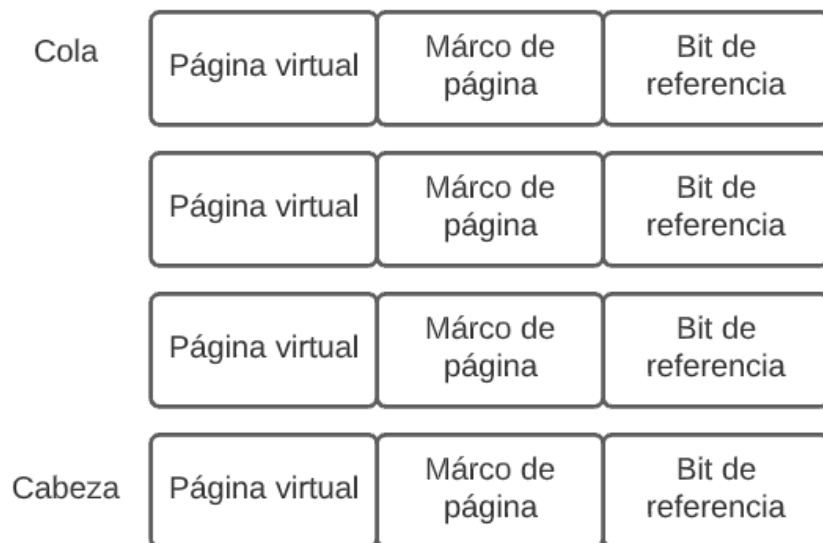 Cola
Página virtual
Márco de
página
Bit de
referencia
Página virtual
Márco de
página
Bit de
referencia
Página virtual
Márco de
página
Bit de
referencia
Cabeza
Página virtual
Márco de
página
Bit de
referencia